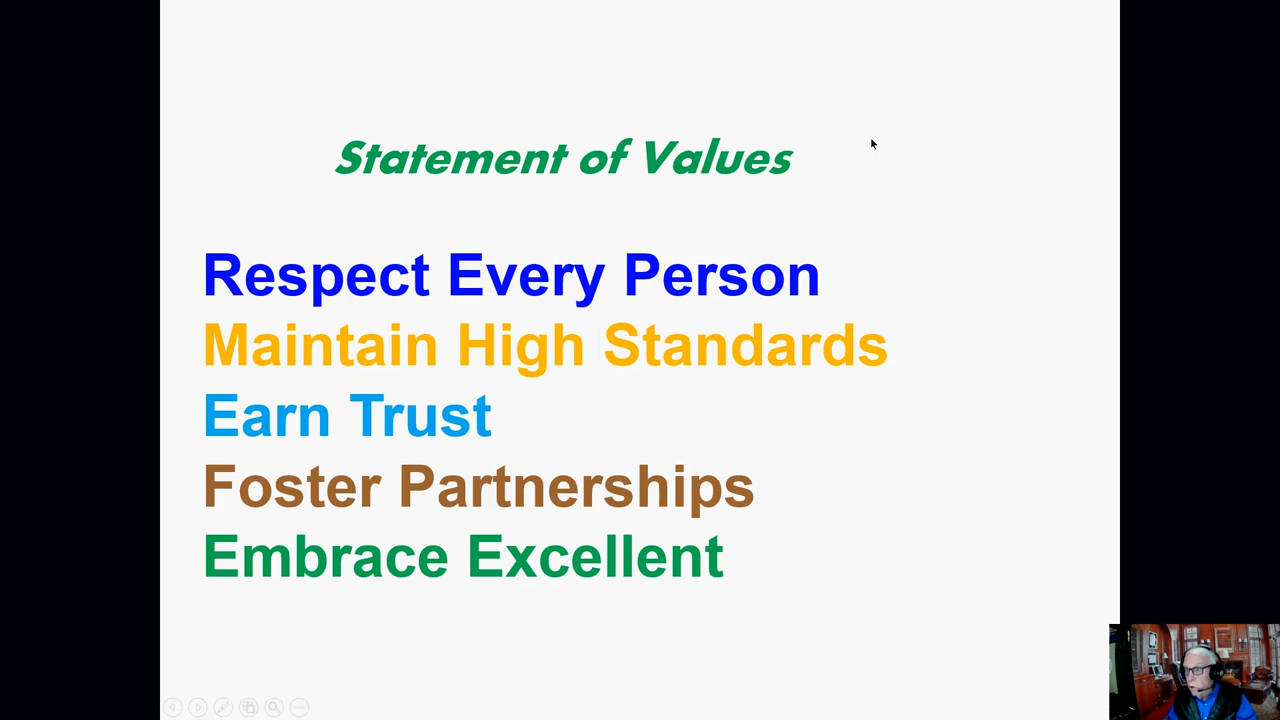 Statement of Values
Respect Every Person
Maintain High Standards
Earn Trust
Foster Partnerships
Embrace Excellent